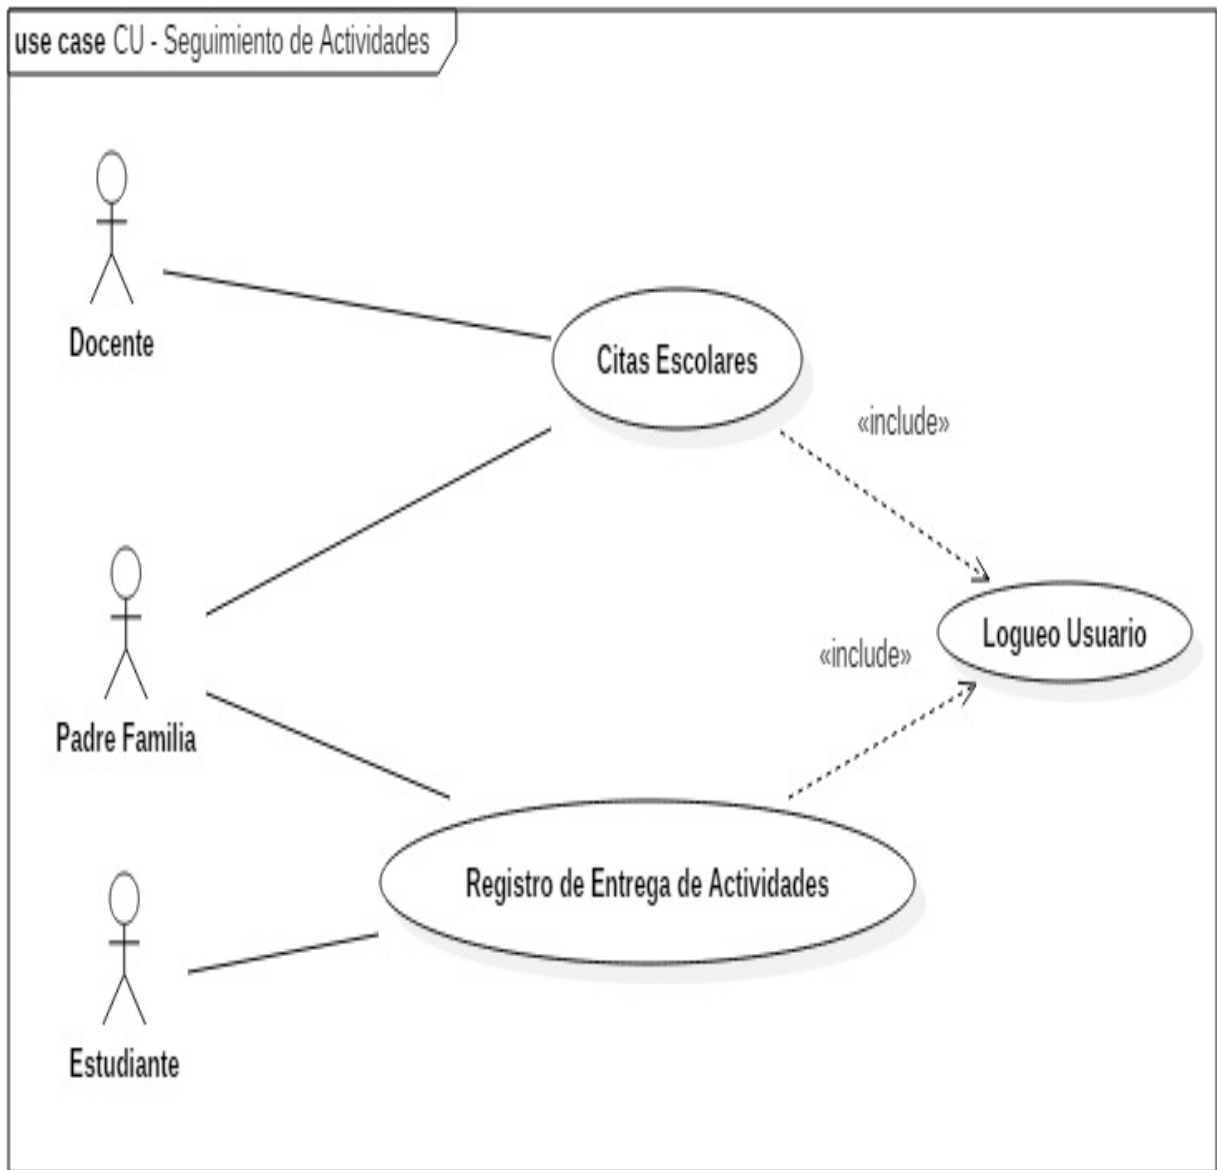 use case CU - Seguimiento de Actividades
Docente
Citas Escolares
«include»
Padre Familia
«include»
Logueo Usuario
Registro de Entrega de Actividades
Estudiante